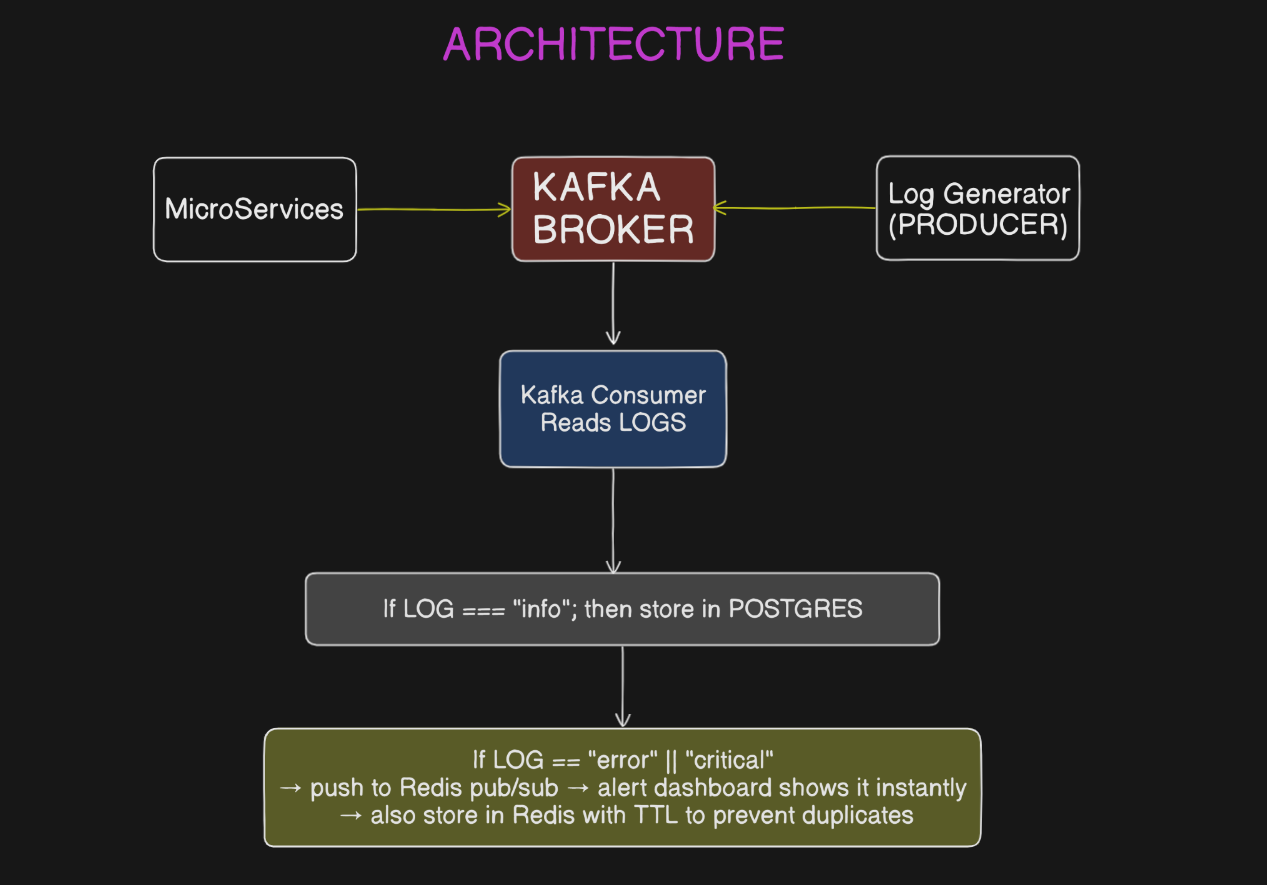 ARCHITECTURE
MicroServices
KAFKA
BROKER
Log Generator
(PRODUCER)
Kafka Consumer
Reads LOGS
If LOG === "info"; then store in POSTGRES
If LOG == "error" || "critical"
→ push to Redis pub/sub → alert dashboard shows it instantly
→ also store in Redis with TTL to prevent duplicates